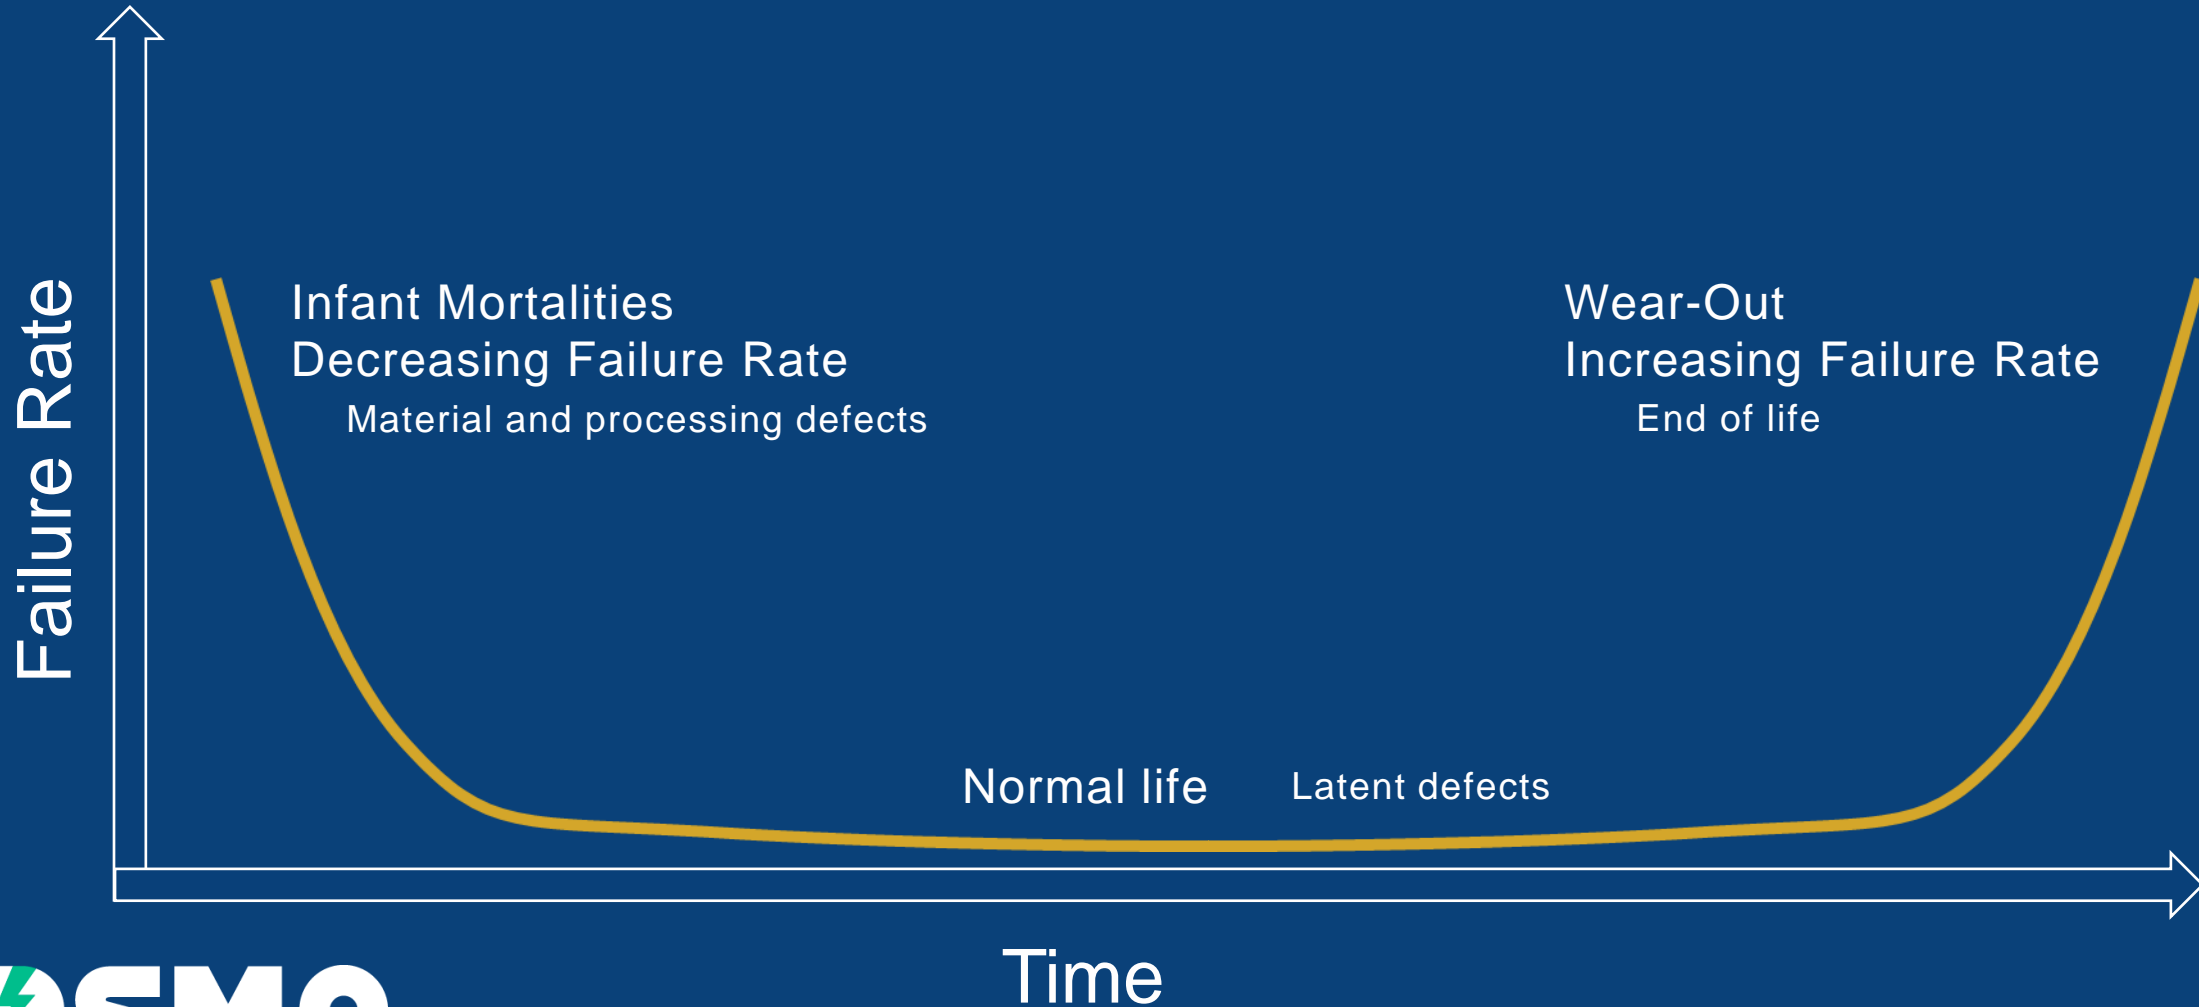 Failure Rate
Infant Mortalities
Decreasing Failure Rate
Material and processing defects
Wear-Out
Increasing Failure Rate
End of life
Normal life
Latent defects
Time